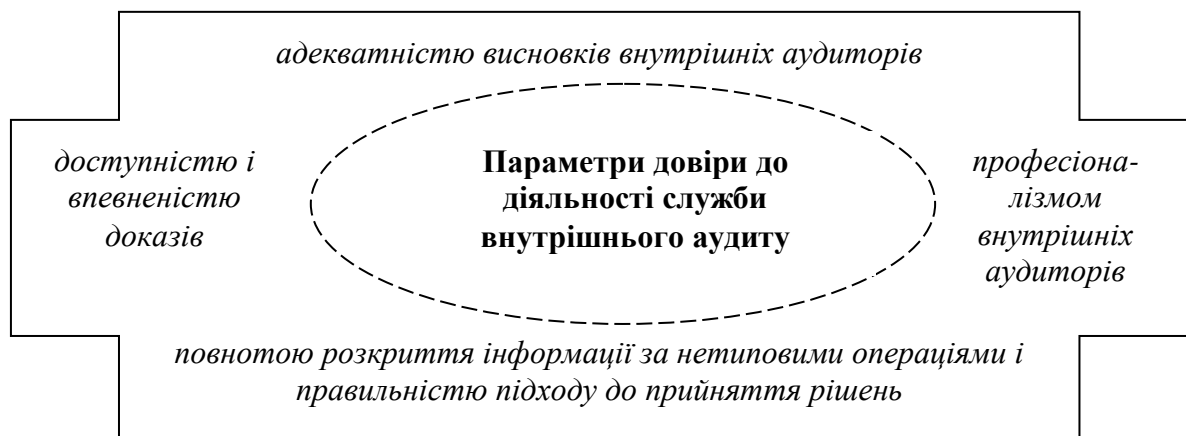 адекватністю висновків внутрішніх аудиторів
доступністю і
впевненістю
доказів
Параметри довіри до
діяльності служби
внутрішнього аудиту
професіона-
лізмом
внутрішніх
аудиторів
повнотою розкриття інформації за нетиповими операціями і
правильністю підходу до прийняття рішень